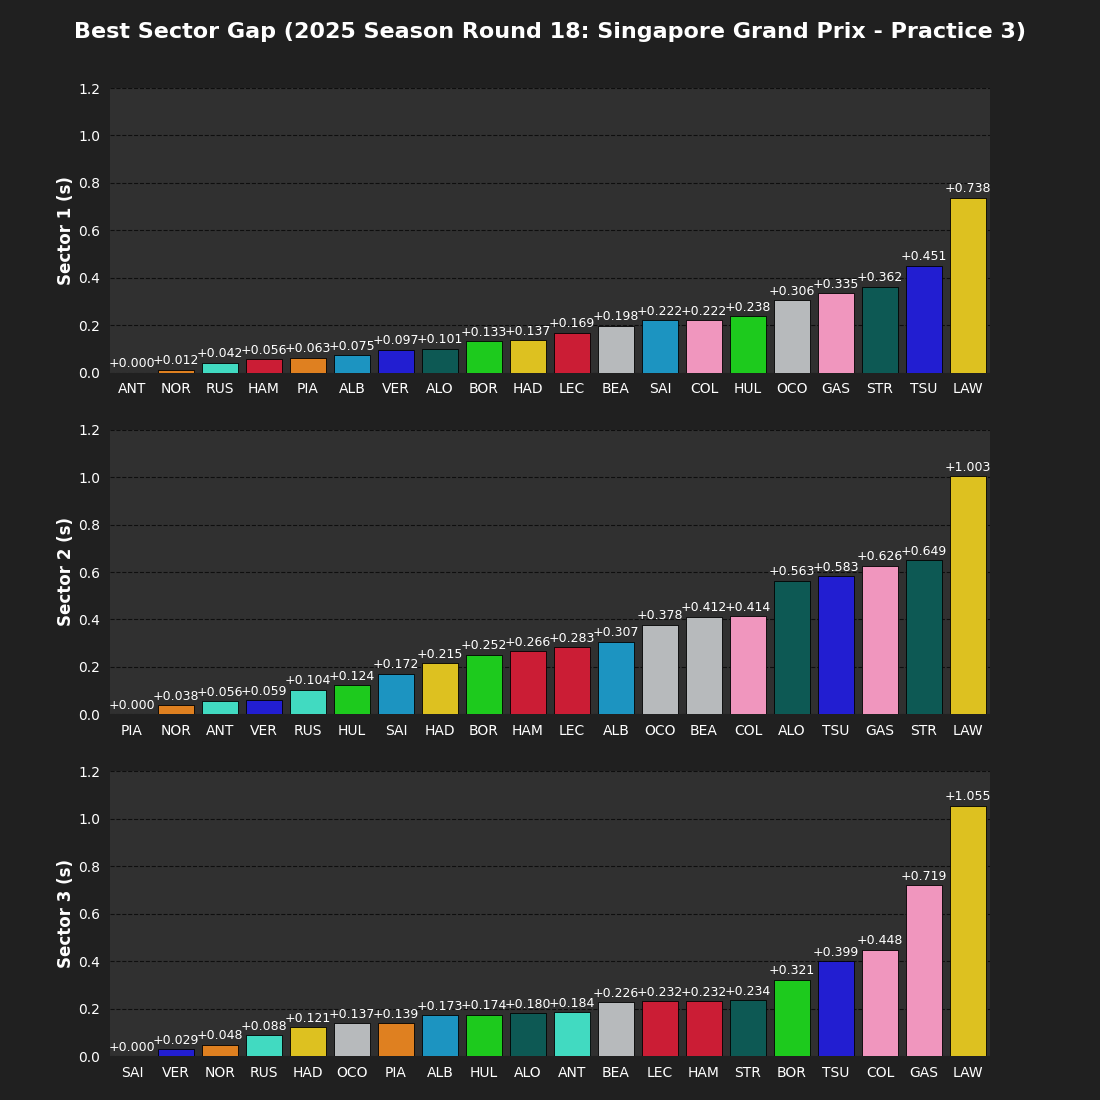 Best Sector Gap (2025 Season Round 18: Singapore Grand Prix - Practice 3)
Sector 1 (s)
1.2
1.0
0.8
0.6
0.4
0.2
0.0
+0.000 +0.012 +0.042 +0.056 +0.063 +0.075 +0.097 +0.101 +0.133 +0.137 +0.169 +0.198 +0.222 +0.222 +0.238 +0.306 +0.335 +0.362 +0.451 +0.738
ANT NOR RUS HAM PIA ALB VER ALO BOR HAD LEC BEA SAI COL HUL OCO GAS STR TSU LAW
Sector 2 (s)
1.2
1.0
0.8
0.6
0.4
0.2
0.0
+0.000 +0.038 +0.056 +0.059 +0.104 +0.124 +0.172 +0.215 +0.252 +0.266 +0.283 +0.307 +0.378 +0.412 +0.414 +0.563 +0.583 +0.626 +0.649 +1.003
PIA NOR ANT VER RUS HUL SAI HAD BOR HAM LEC ALB OCO BEA COL ALO TSU GAS STR LAW
Sector 3 (s)
1.2
1.0
0.8
0.6
0.4
0.2
0.0
+0.000 +0.029 +0.048 +0.088 +0.121 +0.137 +0.139 +0.173 +0.174 +0.180 +0.184 +0.226 +0.232 +0.232 +0.234 +0.321 +0.399 +0.448 +0.719 +1.055
SAI VER NOR RUS HAD OCO PIA ALB HUL ALO ANT BEA LEC HAM STR BOR TSU COL GAS LAW